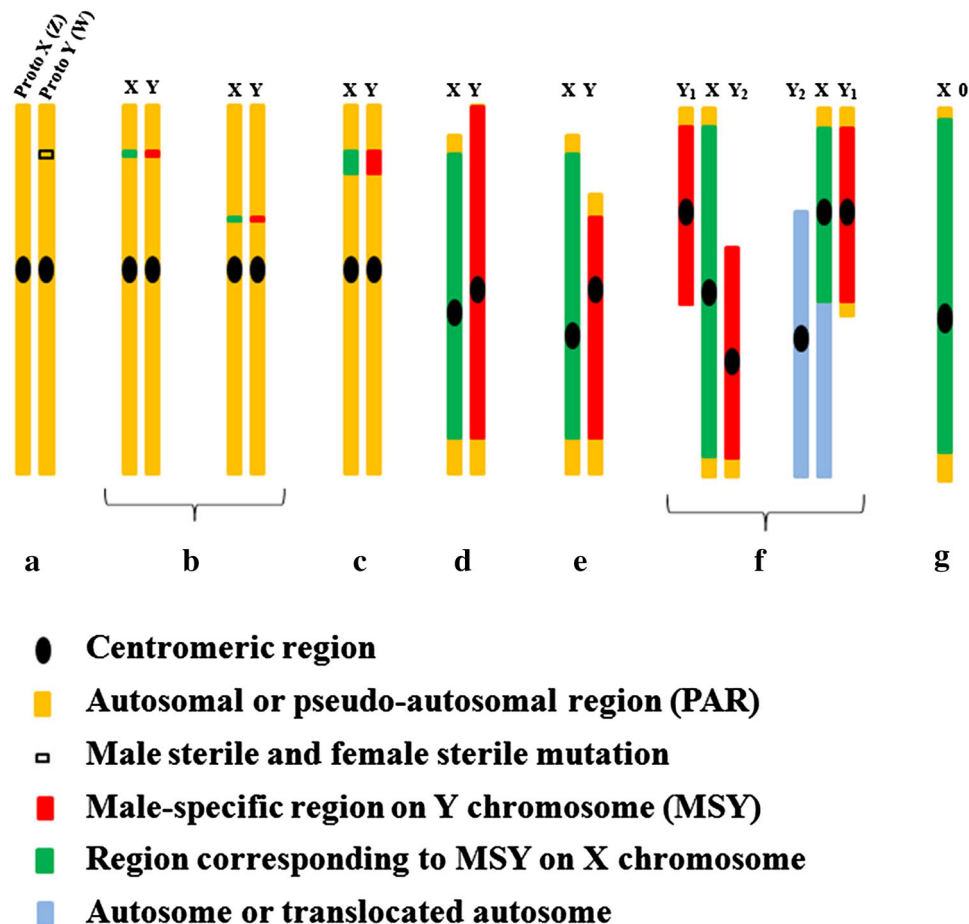 Proto X (Z)
Proto Y (W)
X Y
X Y
X Y
X Y
X Y
Y₁ X Y₂
Y₂ X Y₁
X 0
a
b
c
d
e
f
g
Centromeric region
Autosomal or pseudo-autosomal region (PAR)
Male sterile and female sterile mutation
Male-specific region on Y chromosome (MSY)
Region corresponding to MSY on X chromosome
Autosome or translocated autosome